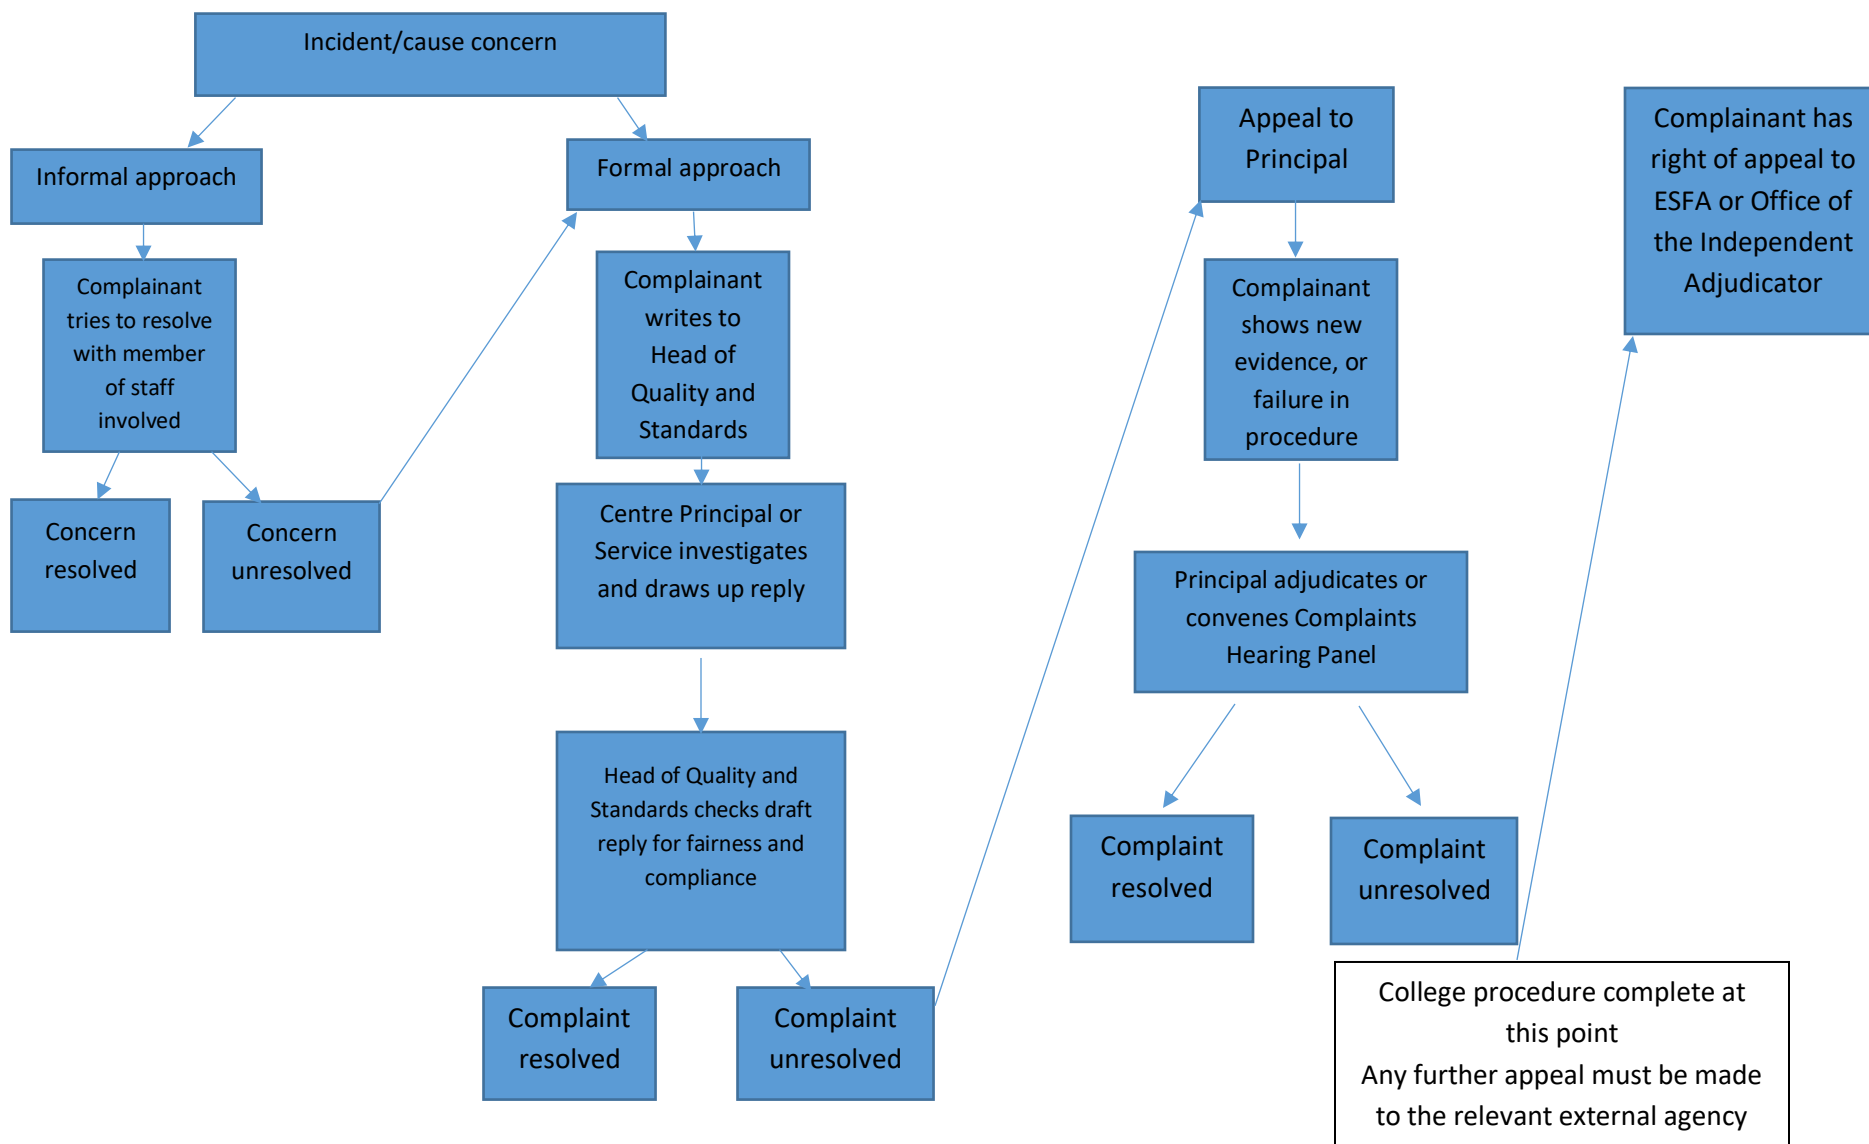 Incident/cause concern
Informal approach
Complainant
tries to resolve
with member
of staff
involved
Concern
resolved
Concern
unresolved
Formal approach
Complainant
writes to
Head of
Quality and
Standards
Centre Principal or
Service investigates
and draws up reply
Head of Quality and
Standards checks draft
reply for fairness and
compliance
Complaint
resolved
Complaint
unresolved
Appeal to
Principal
Complainant
shows new
evidence, or
failure in
procedure
Principal adjudicates or
convenes Complaints
Hearing Panel
Complaint
resolved
Complaint
unresolved
College procedure complete at
this point
Any further appeal must be made
to the relevant external agency
Complainant has
right of appeal to
ESFA or Office of
the Independent
Adjudicator